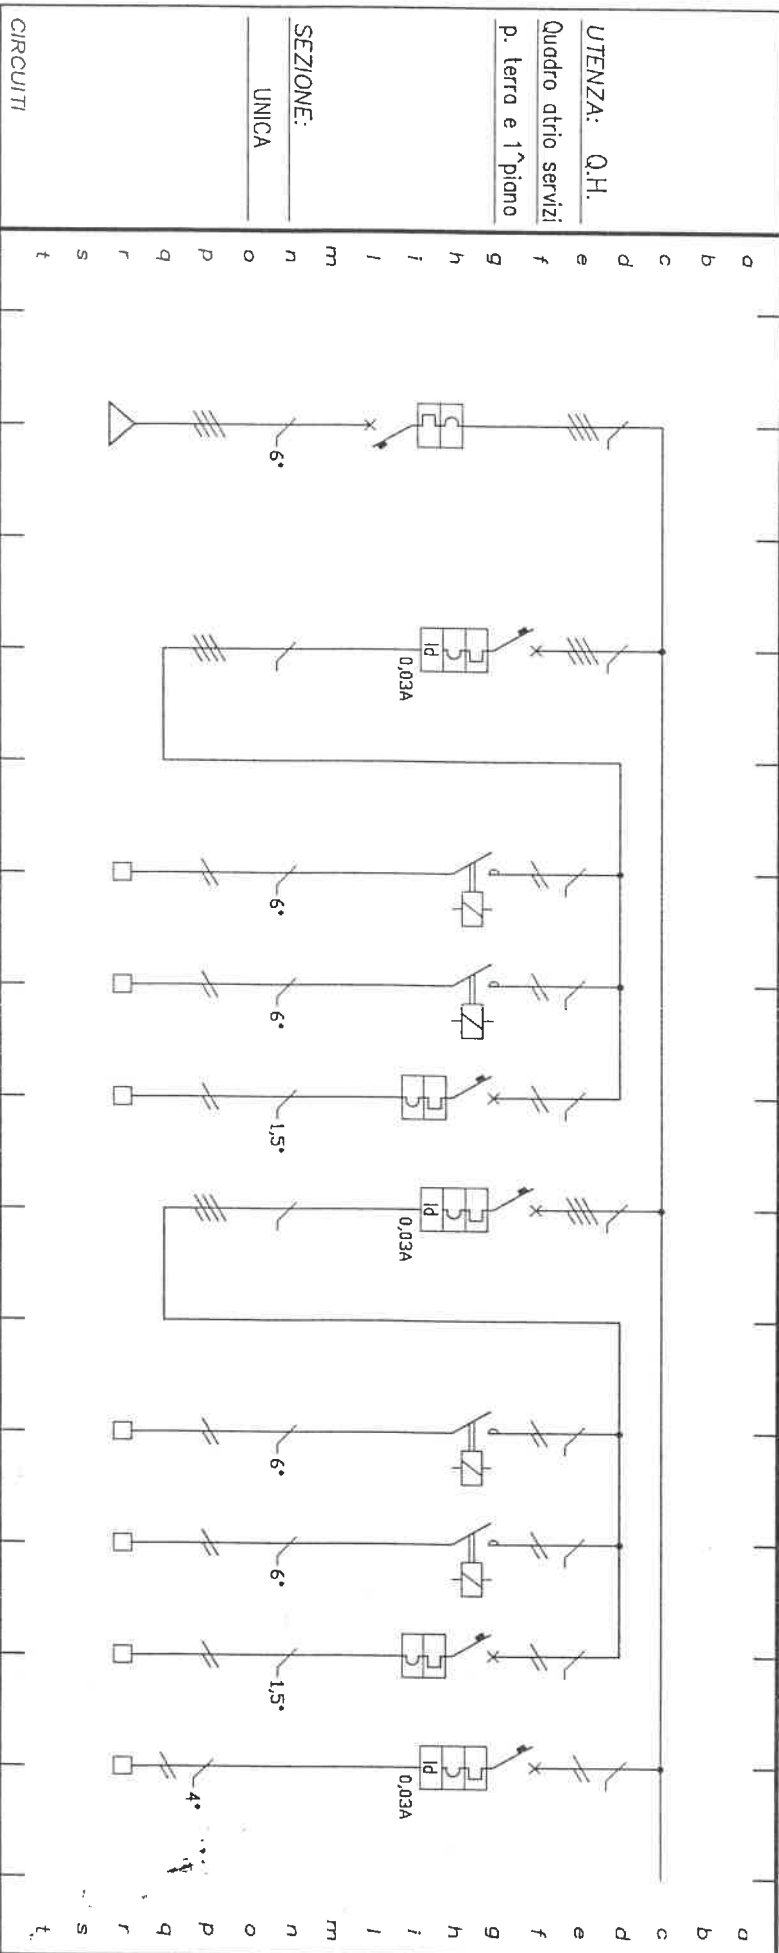 UTENZA: Q.H.
Quadro atrio servizi
p. terra e 1^piano
SEZIONE:
UNICA
CIRCUITI
a
b
c
d
e
f
g
h
i
l
m
n
o
p
q
r
s
t
6°
Id
0,03A
6°
6°
1,5°
Id
0,03A
6°
6°
1,5°
Id
0,03A
4°
a
b
c
d
e
f
g
h
i
l
m
n
o
p
q
r
s
t